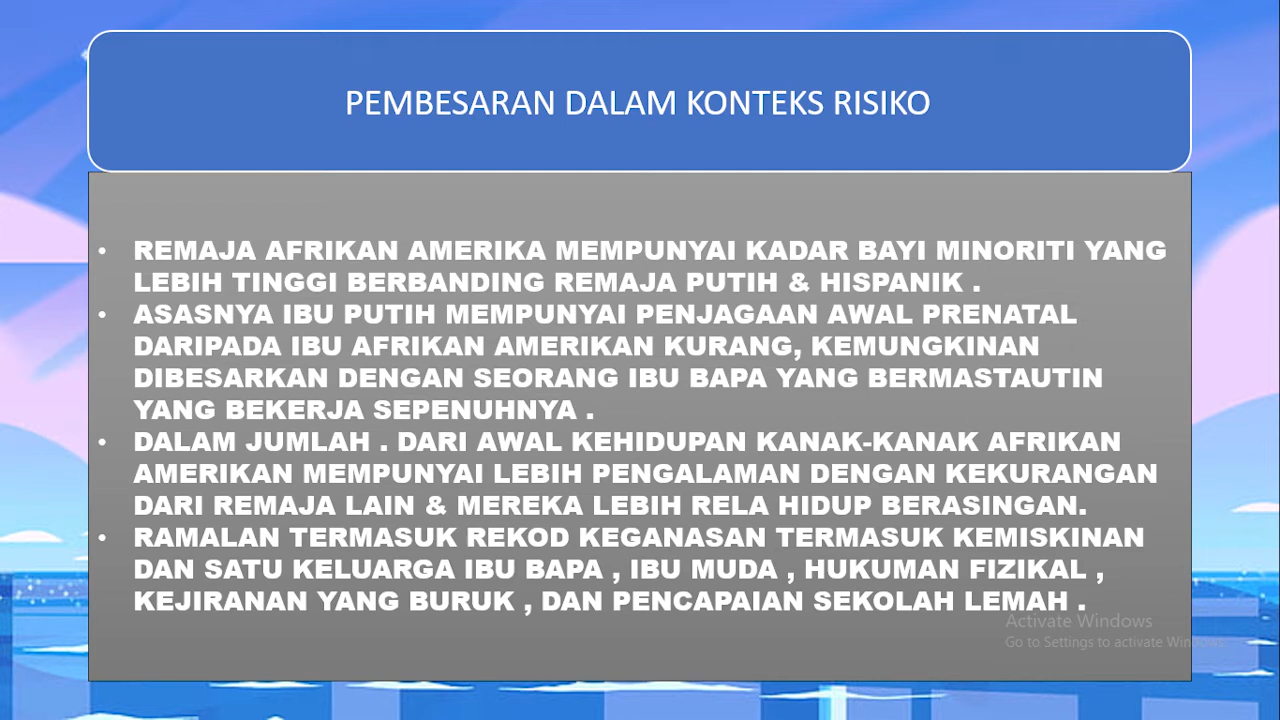 PEMBESARAN DALAM KONTEKS RISIKO
• REMAJA AFRIKAN AMERIKA MEMPUNYAI KADAR BAYI MINORITI YANG
LEBIH TINGGI BERBANDING REMAJA PUTIH & HISPANIK .
• ASASNYA IBU PUTIH MEMPUNYAI PENJAGAAN AWAL PRENATAL
DARIPADA IBU AFRIKAN AMERIKAN KURANG, KEMUNGKINAN
DIBESARKAN DENGAN SEORANG IBU BAPA YANG BERMASTAUTIN
YANG BEKERJA SEPENUHNYA .
• DALAM JUMLAH . DARI AWAL KEHIDUPAN KANAK-KANAK AFRIKAN
AMERIKAN MEMPUNYAI LEBIH PENGALAMAN DENGAN KEKURANGAN
DARI REMAJA LAIN & MEREKA LEBIH RELA HIDUP BERASINGAN.
• RAMALAN TERMASUK REKOD KEGANASAN TERMASUK KEMISKINAN
DAN SATU KELUARGA IBU BAPA , IBU MUDA , HUKUMAN FIZIKAL ,
KEJIRANAN YANG BURUK , DAN PENCAPAIAN SEKOLAH LEMAH .
Activate Windows
Go to Settings to activate Windows.